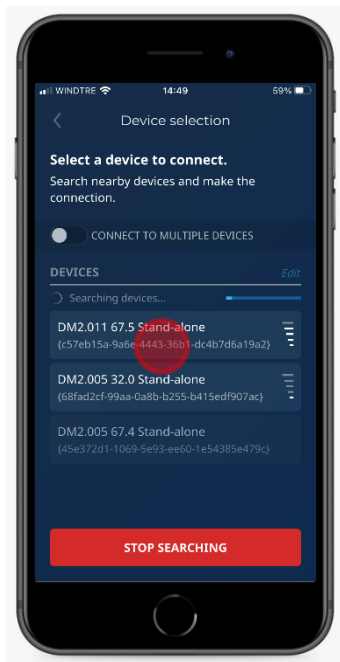 WINDTRE 14:49 59%
Device selection
Select a device to connect.
Search nearby devices and make the
connection.
CONNECT TO MULTIPLE DEVICES
DEVICES Edit
Searching devices...
DM2.011 67.5 Stand-alone
{c57eb15a-9a6e-4443-36b1-dc4b7d6a19a2}
DM2.005 32.0 Stand-alone
{68fad2cf-99aa-0a8b-b255-b415edf907ac}
DM2.005 67.4 Stand-alone
{45e372d1-1069-5e93-ee60-1e54385e479c}
STOP SEARCHING